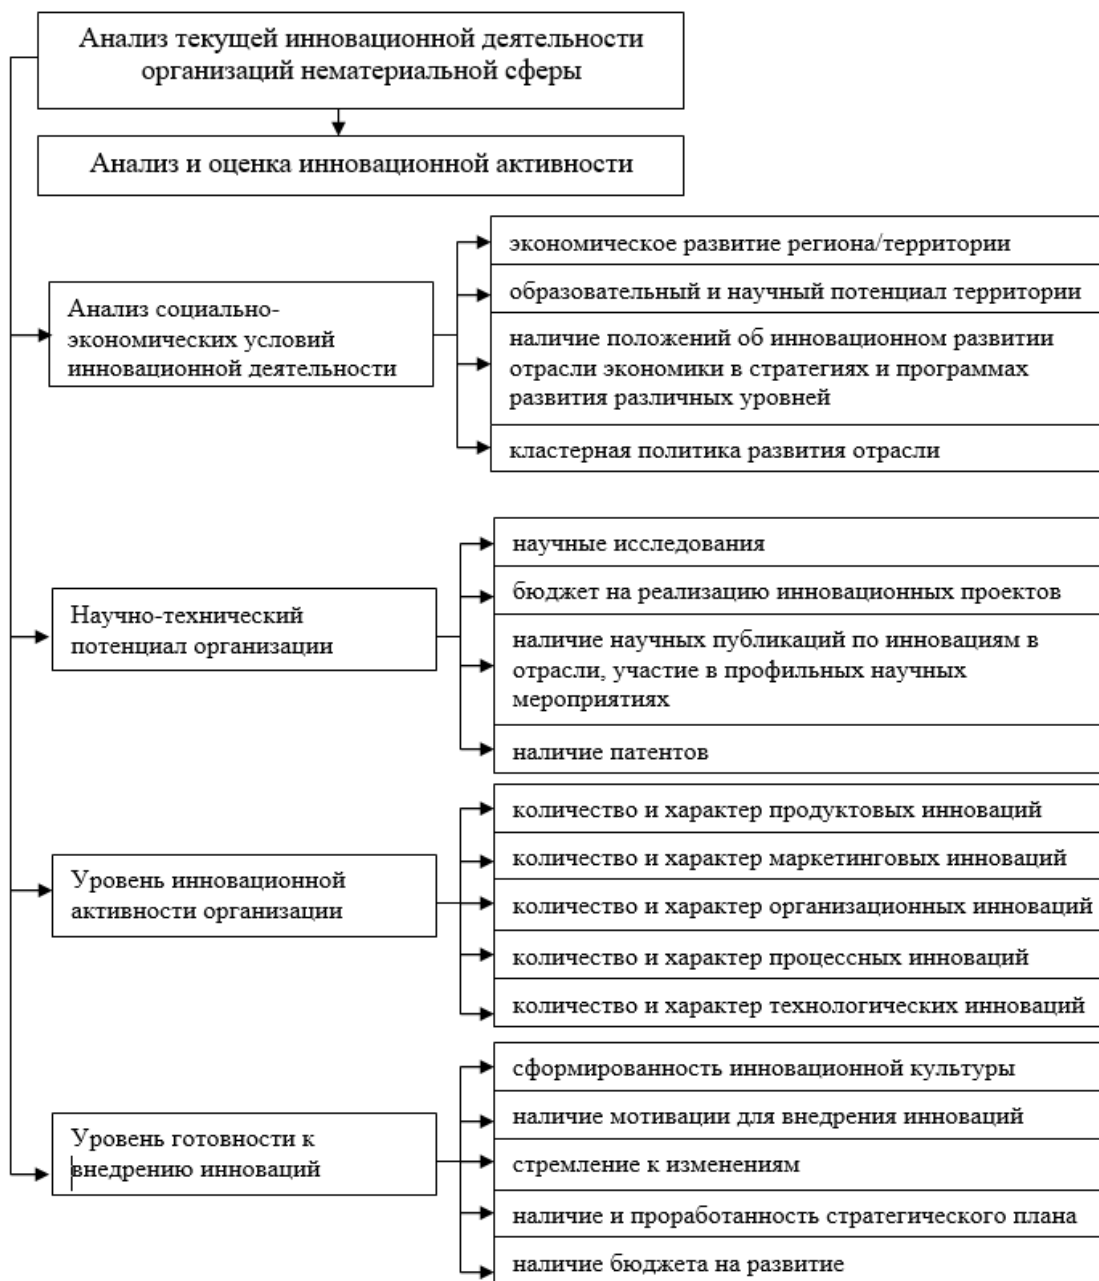 Анализ текущей инновационной деятельности
организаций нематериальной сферы
Анализ и оценка инновационной активности
Анализ социально-
экономических условий
инновационной деятельности
экономическое развитие региона/территории
образовательный и научный потенциал территории
наличие положений об инновационном развитии
отрасли экономики в стратегиях и программах
развития различных уровней
кластерная политика развития отрасли
Научно-технический
потенциал организации
научные исследования
бюджет на реализацию инновационных проектов
наличие научных публикаций по инновациям в
отрасли, участие в профильных научных
мероприятиях
наличие патентов
Уровень инновационной
активности организации
количество и характер продуктовых инноваций
количество и характер маркетинговых инноваций
количество и характер организационных инноваций
количество и характер процессных инноваций
количество и характер технологических инноваций
Уровень готовности к
внедрению инноваций
сформированность инновационной культуры
наличие мотивации для внедрения инноваций
стремление к изменениям
наличие и проработанность стратегического плана
наличие бюджета на развитие